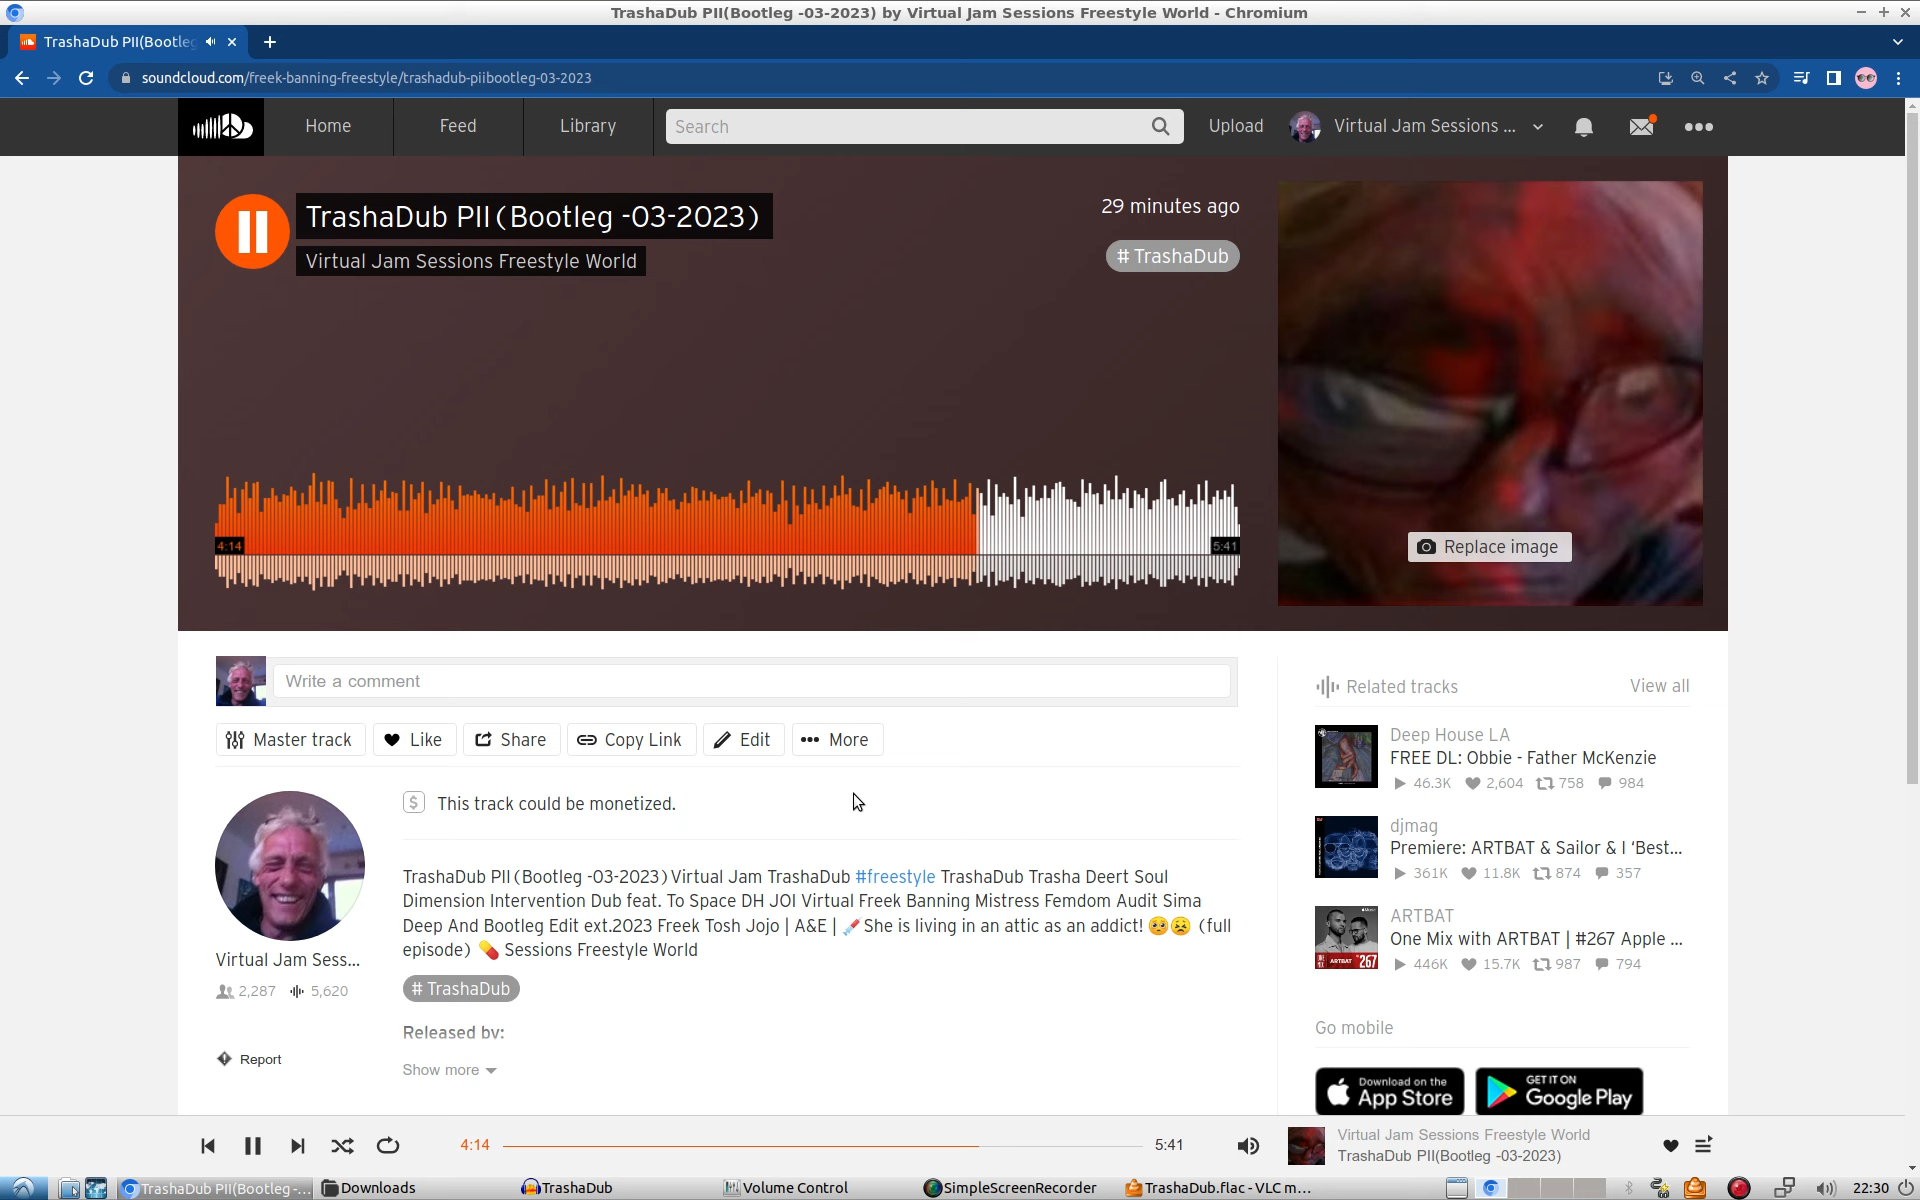 TrashaDub PII(Bootleg -03-2023) by Virtual Jam Sessions Freestyle World - Chromium
TrashaDub PII(Bootleg
soundcloud.com/freek-banning-freestyle/trashadub-piibootleg-03-2023
Home
Feed
Library
Search
Upload
Virtual Jam Sessions ...
TrashaDub PII(Bootleg -03-2023)
Virtual Jam Sessions Freestyle World
29 minutes ago
# TrashaDub
4:14
5:41
Replace image
Write a comment
Master track
Like
Share
Copy Link
Edit
More
This track could be monetized.
TrashaDub PII(Bootleg -03-2023)Virtual Jam TrashaDub #freestyle TrashaDub Trasha Deert Soul
Dimension Intervention Dub feat. To Space DH JOI Virtual Freek Banning Mistress Femdom Audit Sima
Deep And Bootleg Edit ext.2023 Freek Tosh Jojo | A&E | 💉She is living in an attic as an addict! 🥺😣 (full
episode) 💊 Sessions Freestyle World
# TrashaDub
Released by:
Show more
Virtual Jam Sess...
2,287 5,620
Report
Related tracks
View all
Deep House LA
FREE DL: Obbie - Father McKenzie
46.3K 2,604 758 984
djmag
Premiere: ARTBAT & Sailor & I ‘Best...
361K 11.8K 874 357
ARTBAT
One Mix with ARTBAT | #267 Apple ...
446K 15.7K 987 794
ARTBAT
267
Go mobile
Download on the
App Store
GET IT ON
Google Play
4:14
5:41
Virtual Jam Sessions Freestyle World
TrashaDub PII(Bootleg -03-2023)
TrashaDub PII(Bootleg -...
Downloads
TrashaDub
Volume Control
SimpleScreenRecorder
TrashaDub.flac - VLC m...
22:30